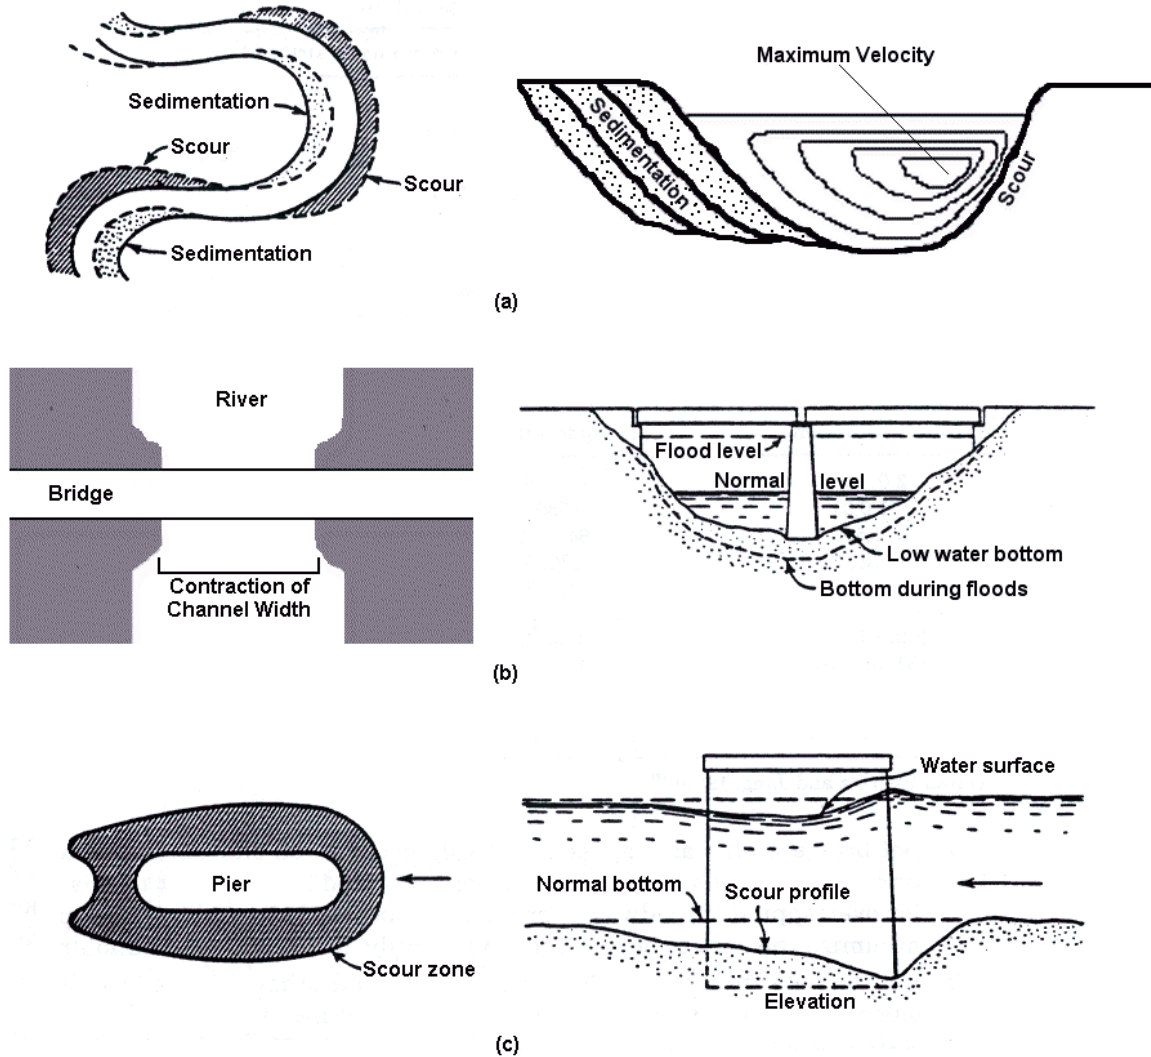 Sedimentation
Scour
Scour
Sedimentation
Maximum Velocity
Sedimentation
Scour
(a)
River
Bridge
Contraction of
Channel Width
Flood level
Normal level
Low water bottom
Bottom during floods
(b)
Pier
Scour zone
Water surface
Normal bottom
Scour profile
Elevation
(c)